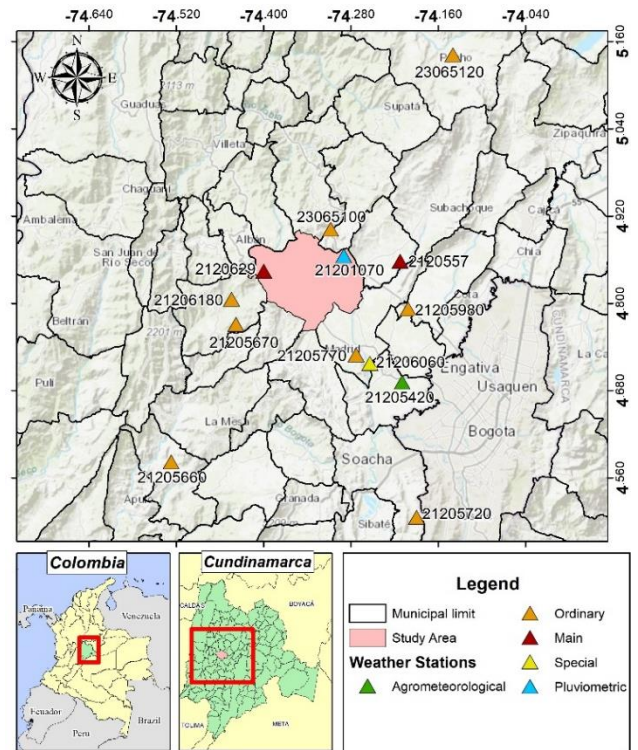 -74.640 -74.520 -74.400 -74.280 -74.160 -74.040
N
W E
S
5.160
5.040
4.920
4.800
4.680
4.560
2113 m
23065120
Guaduas
Supatá
Zipaquirá
Villeta
Chaguaní
Subachoque
Ambalema
23065100
Albán
San Juan de
Río Seco
Chía
2120629
21201070
2120557
21206180
21205980
Beltrán
2201 m
21205670
Madrid
21205770
21206060
Engativa
Pulí
21205420
Usaquen
CUNDINAMARCA
La Mesa
Bogota
Soacha
21205660
Apulo
Granada
21205720
Sibaté
Colombia
Panama
Venezuela
Ecuador
Peru
Brazil
Cundinamarca
CALDAS
BOYACÁ
TOLIMA
META
Legend
Municipal limit
Study Area
Weather Stations
Agrometeorological
Ordinary
Main
Special
Pluviometric